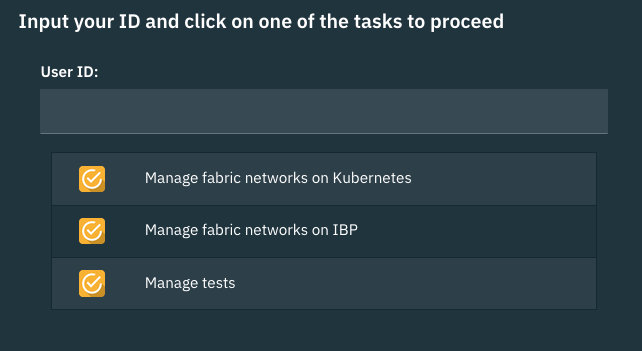 Input your ID and click on one of the tasks to proceed
User ID:
Manage fabric networks on Kubernetes
Manage fabric networks on IBP
Manage tests